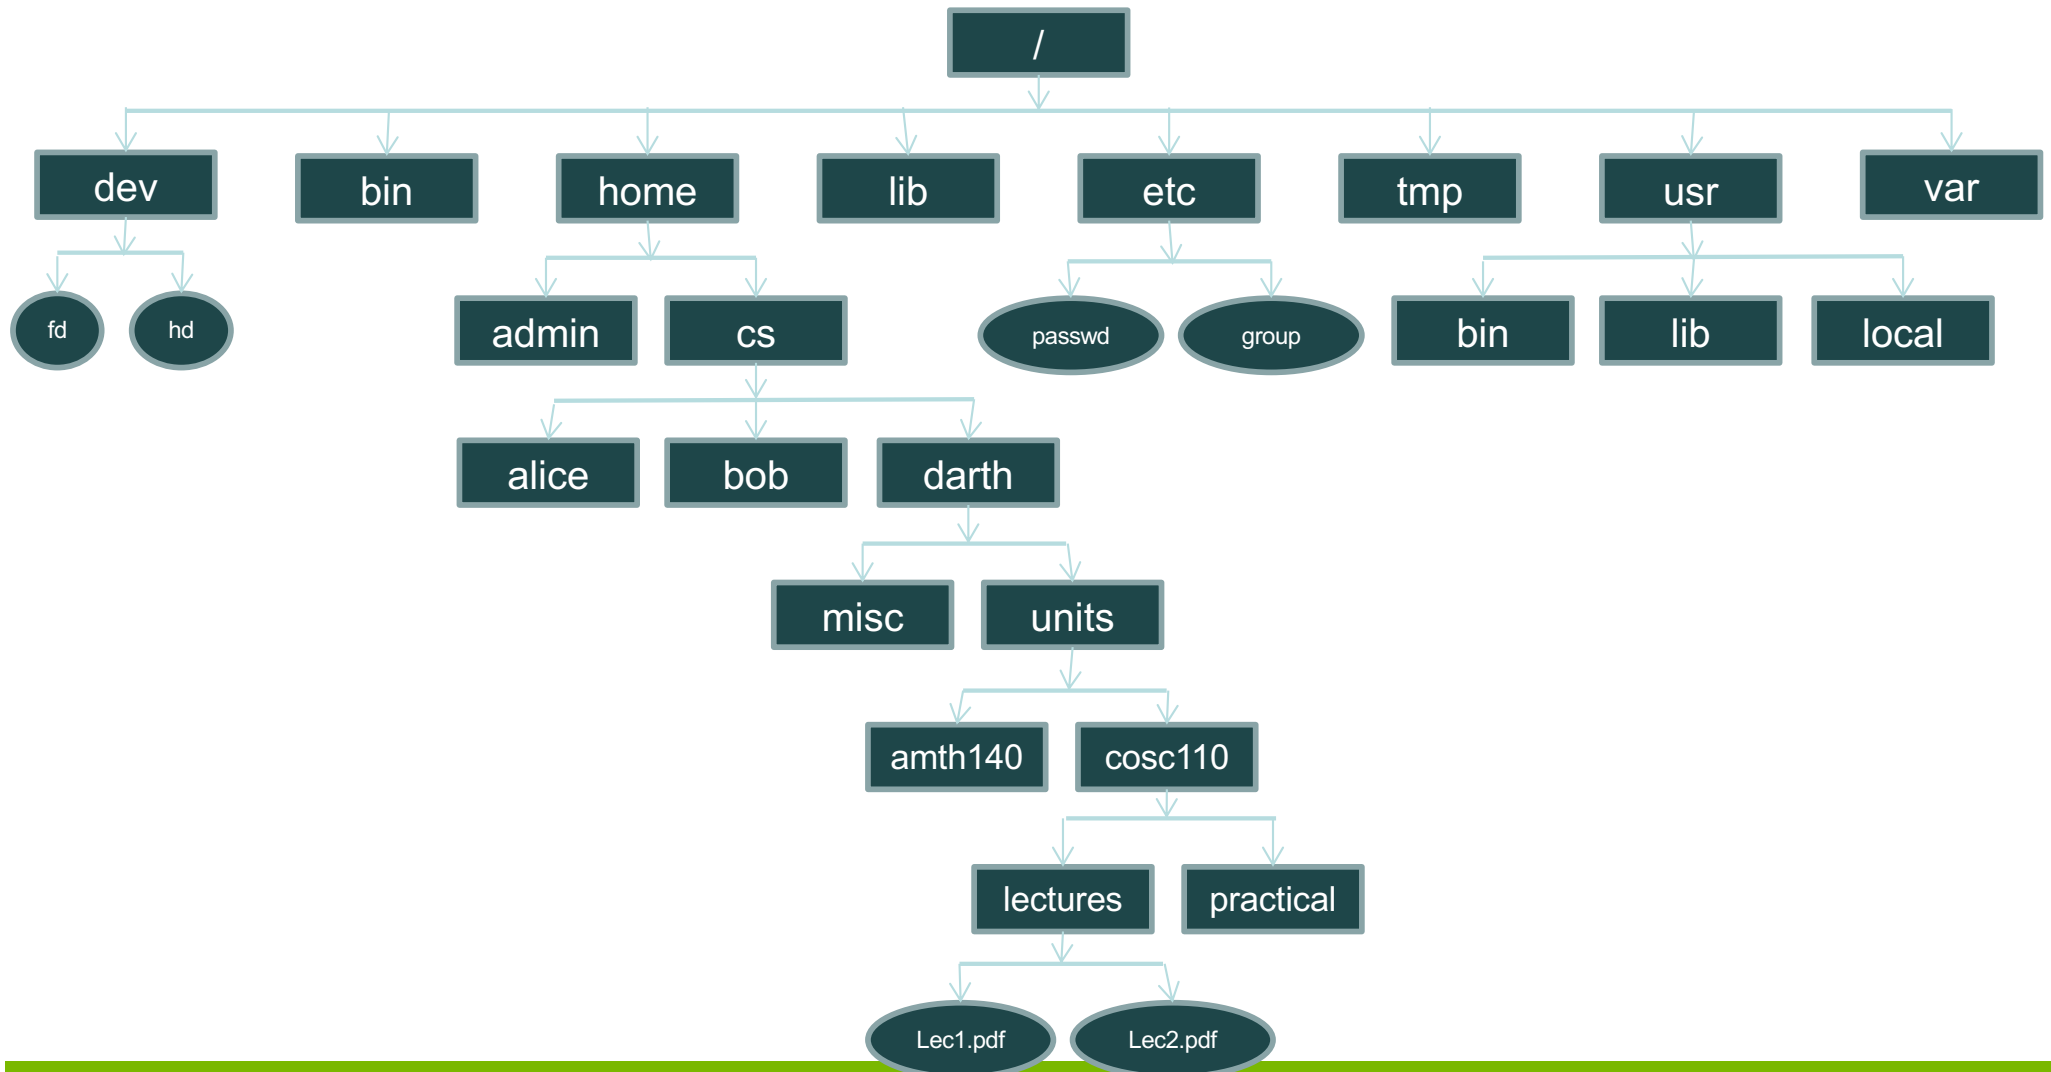 /
dev
bin
home
lib
etc
tmp
usr
var
fd
hd
admin
cs
passwd
group
bin
lib
local
alice
bob
darth
misc
units
amth140
cosc110
lectures
practical
Lec1.pdf
Lec2.pdf